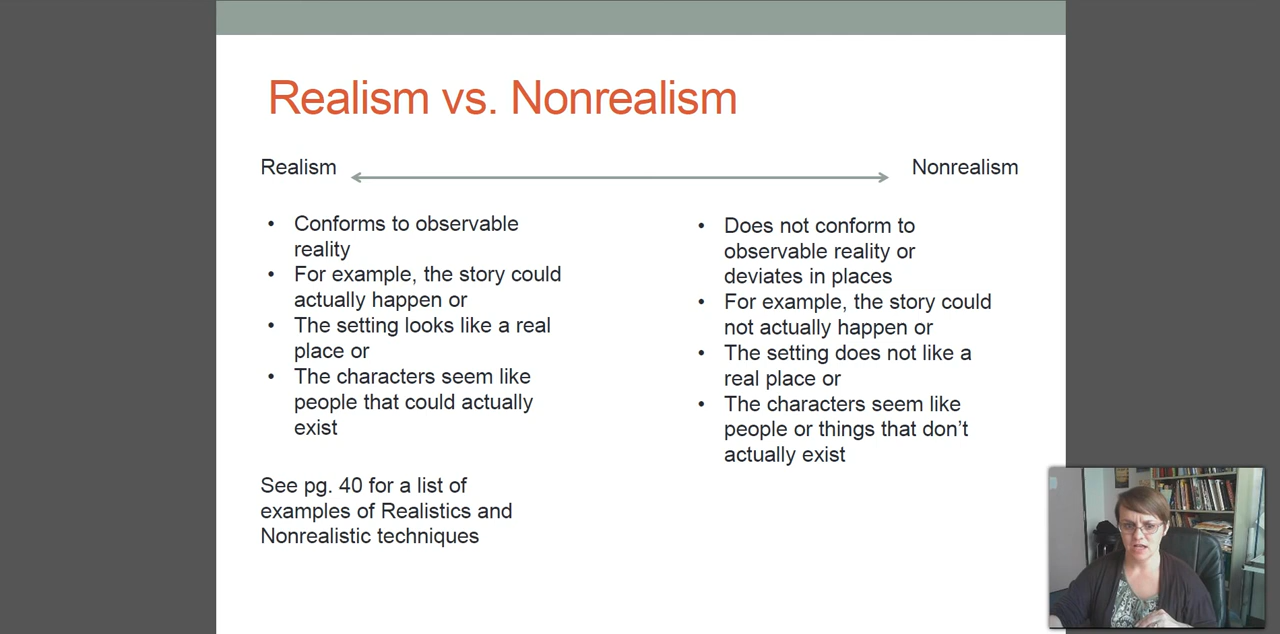 Realism vs. Nonrealism
Realism
Nonrealism
• Conforms to observable
reality
• For example, the story could
actually happen or
• The setting looks like a real
place or
• The characters seem like
people that could actually
exist
See pg. 40 for a list of
examples of Realistics and
Nonrealistic techniques
• Does not conform to
observable reality or
deviates in places
• For example, the story could
not actually happen or
• The setting does not like a
real place or
• The characters seem like
people or things that don’t
actually exist